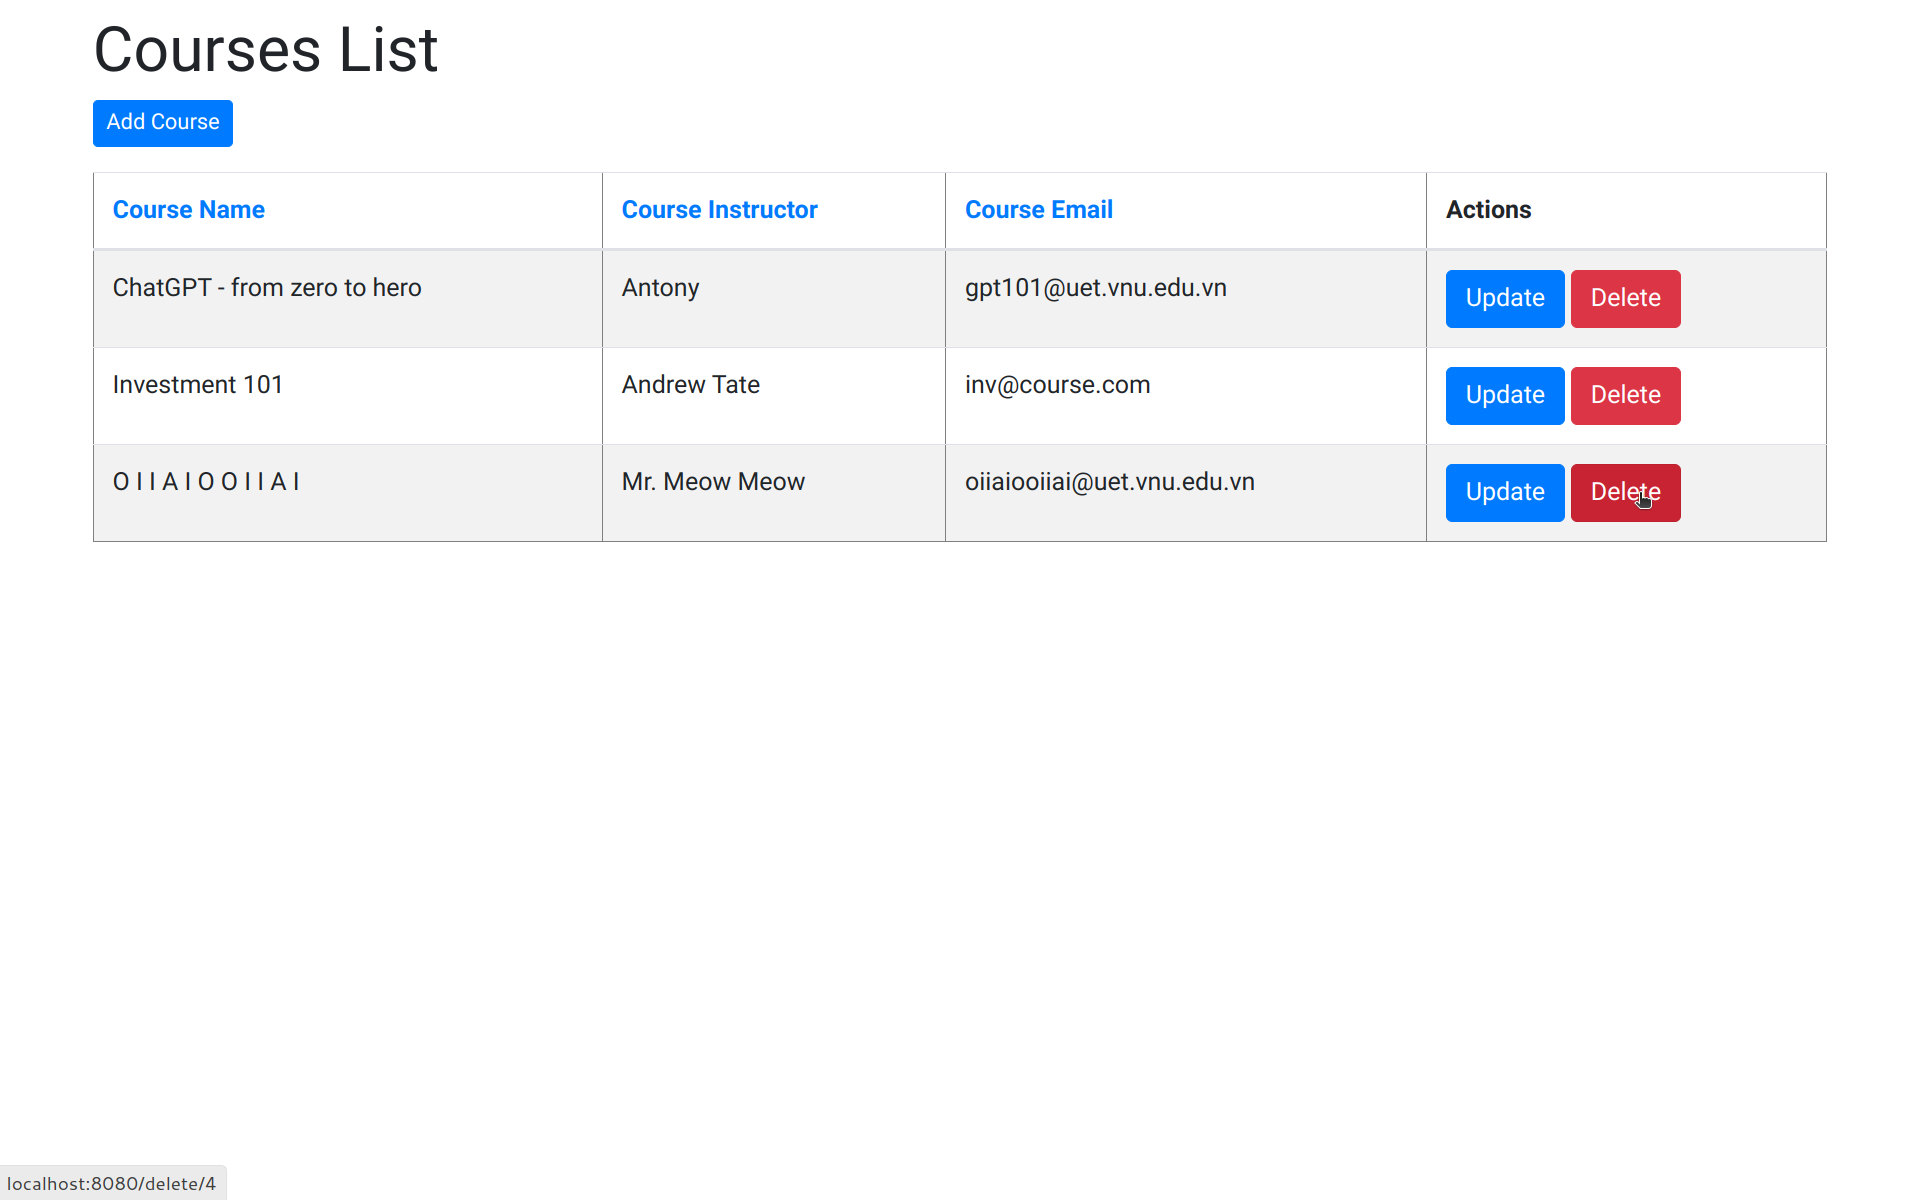 Courses List
Add Course
Course Name Course Instructor Course Email Actions
ChatGPT - from zero to hero Antony gpt101@uet.vnu.edu.vn Update Delete
Investment 101 Andrew Tate inv@course.com Update Delete
O I I A I O O I I A I Mr. Meow Meow oiiaiooiiai@uet.vnu.edu.vn Update Delete
localhost:8080/delete/4